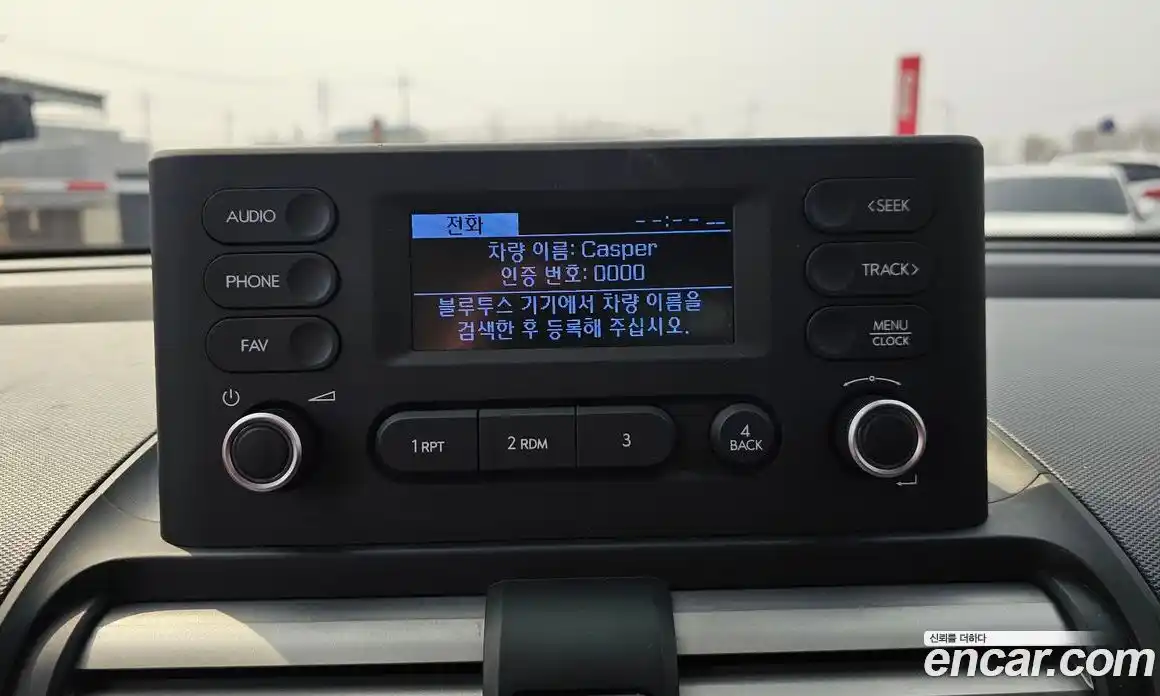 AUDIO
PHONE
FAV
전화 --:-- --
차량 이름: Casper
인증 번호: 0000
블루투스 기기에서 차량 이름을
검색한 후 등록해 주십시오.
<SEEK
TRACK>
MENU
CLOCK
1 RPT
2 RDM
3
4
BACK
신뢰를 더하다
encar.com